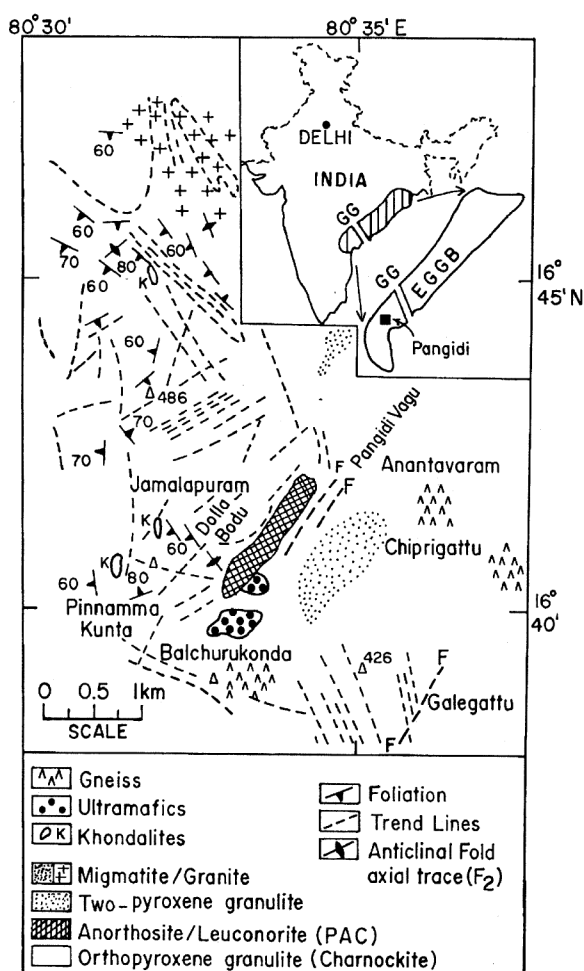 80°30'
80°35' E
DELHI
INDIA
GG
GG
EGGB
Pangidi
16°
45' N
60
60
60
70
60
80
K
60
Δ 486
70
70
Pangidi Vagu
F
F
Anantavaram
Jamalapuram
Dolla
Bodu
K
60
Chiprigattu
K
60
80
Δ
Pinnamma
Kunta
16°
40'
Balchurukonda
Δ
Δ 426
F
Galegattu
F
0 0.5 1km
SCALE
Gneiss
Ultramafics
K Khondalites
Migmatite/Granite
Two-pyroxene granulite
Anorthosite/Leuconorite (PAC)
Orthopyroxene granulite (Charnockite)
Foliation
Trend Lines
Anticlinal Fold
axial trace (F₂)